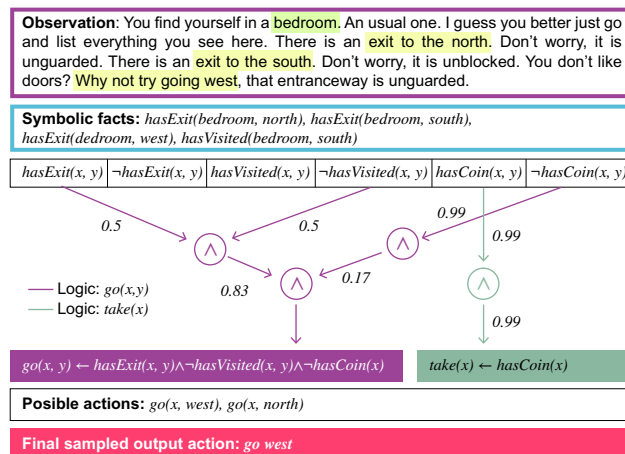 Observation: You find yourself in a bedroom. An usual one. I guess you better just go
and list everything you see here. There is an exit to the north. Don't worry, it is
unguarded. There is an exit to the south. Don't worry, it is unblocked. You don't like
doors? Why not try going west, that entranceway is unguarded.
Symbolic facts: hasExit(bedroom, north), hasExit(bedroom, south),
hasExit(dedroom, west), hasVisited(bedroom, south)
hasExit(x, y) ¬hasExit(x, y) hasVisited(x, y) ¬hasVisited(x, y) hasCoin(x, y) ¬hasCoin(x, y)
0.5 0.5 0.99 0.99
∧ ∧ ∧ ∧
0.83 0.17
Logic: go(x,y)
Logic: take(x)
0.99
go(x, y) ← hasExit(x, y)∧¬hasVisited(x, y)∧¬hasCoin(x) take(x) ← hasCoin(x)
Posible actions: go(x, west), go(x, north)
Final sampled output action: go west